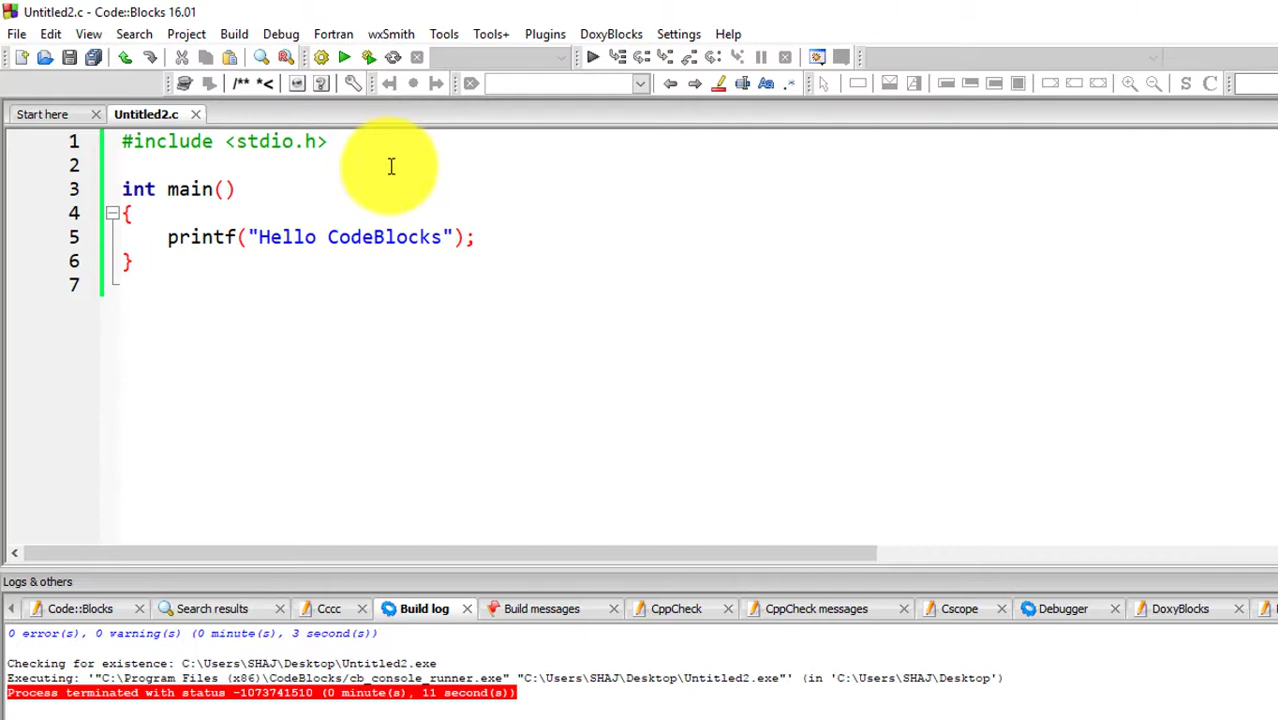 Untitled2.c - Code::Blocks 16.01
File Edit View Search Project Build Debug Fortran wxSmith Tools Tools+ Plugins DoxyBlocks Settings Help
/** *<
S C
Start here Untitled2.c
1 #include <stdio.h>
2
3 int main()
4 {
5 printf("Hello CodeBlocks");
6 }
7
Logs & others
Code::Blocks Search results Cccc Build log Build messages CppCheck CppCheck messages Cscope Debugger DoxyBlocks
0 error(s), 0 warning(s) (0 minute(s), 3 second(s))
Checking for existence: C:\Users\SHAJ\Desktop\Untitled2.exe
Executing: '"C:\Program Files (x86)\CodeBlocks/cb_console_runner.exe" "C:\Users\SHAJ\Desktop\Untitled2.exe"' (in 'C:\Users\SHAJ\Desktop')
Process terminated with status -1073741510 (0 minute(s), 11 second(s))